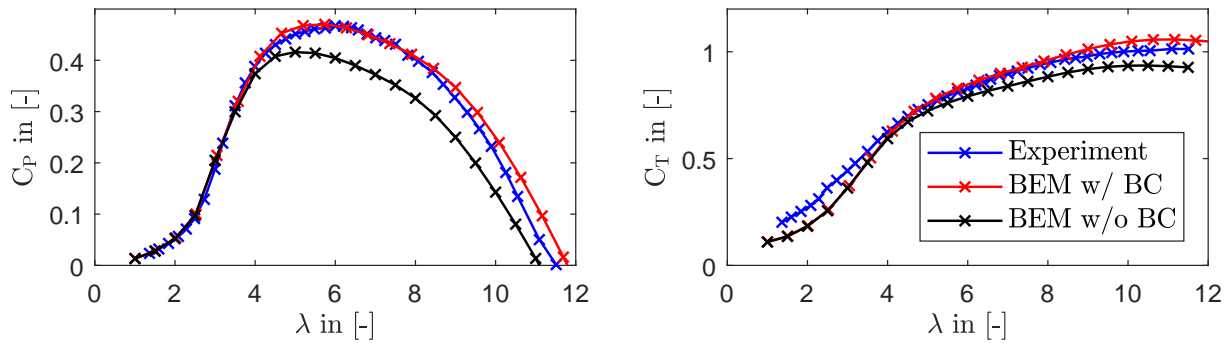 C_P in [-]
0.4
0.3
0.2
0.1
0
0 2 4 6 8 10 12
λ in [-]
C_T in [-]
1
0.5
0
0 2 4 6 8 10 12
λ in [-]
Experiment
BEM w/ BC
BEM w/o BC